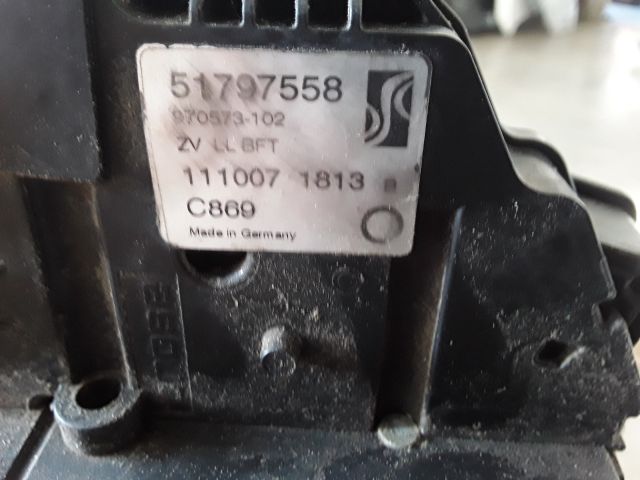 51797558
970573-102
ZV LL BFT
111007 1813 a
C869
Made in Germany